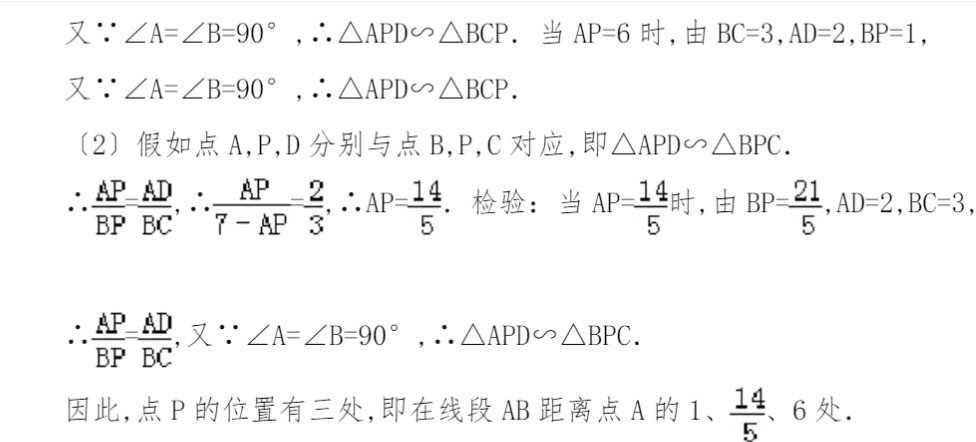 又∵∠A=∠B=90°,∴△APD∽△BCP. 当 AP=6 时,由 BC=3,AD=2,BP=1,
又∵∠A=∠B=90°,∴△APD∽△BCP.
〔2〕假如点 A,P,D 分别与点 B,P,C 对应,即△APD∽△BPC.
∴AP/BP=AD/BC,∴AP/(7-AP)=2/3,∴AP=14/5. 检验: 当 AP=14/5时,由 BP=21/5,AD=2,BC=3,
∴AP/BP=AD/BC,又∵∠A=∠B=90°,∴△APD∽△BPC.
因此,点 P 的位置有三处,即在线段 AB 距离点 A 的 1、14/5、6 处.